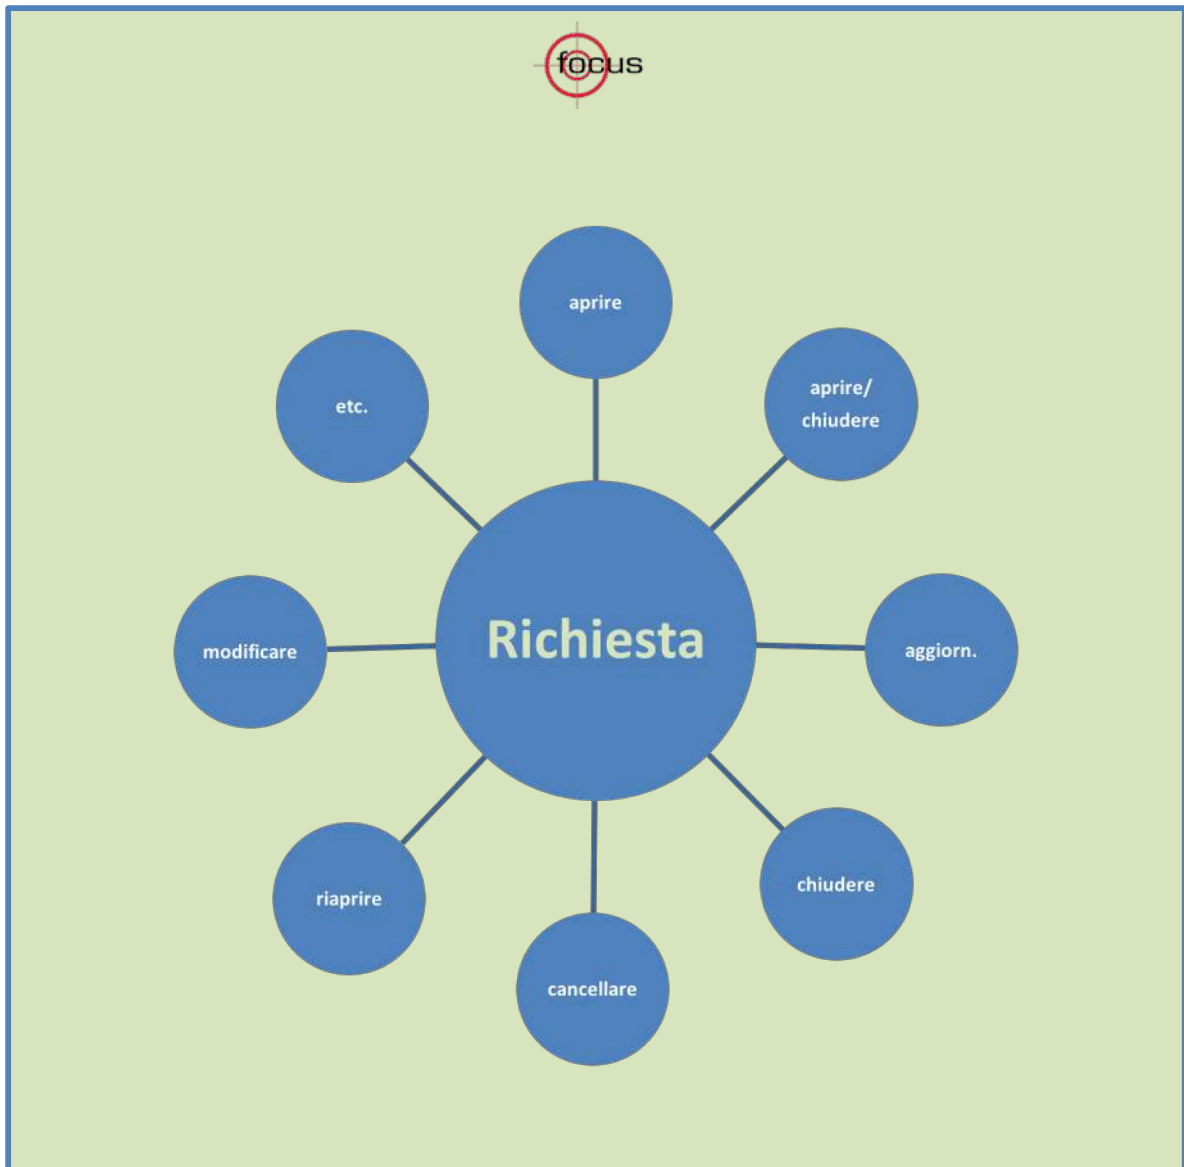 focus
aprire
aprire/
chiudere
etc.
Richiesta
modificare
aggiorn.
riaprire
chiudere
cancellare